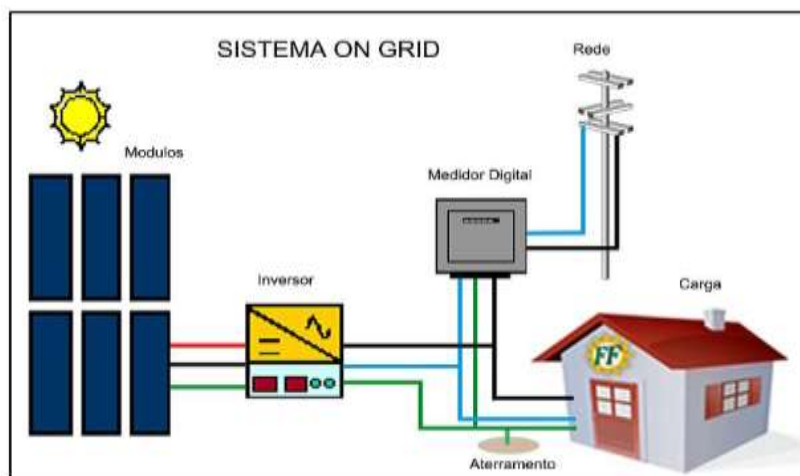 SISTEMA ON GRID
Rede
Modulos
Medidor Digital
Inversor
Carga
FF
Aterramento